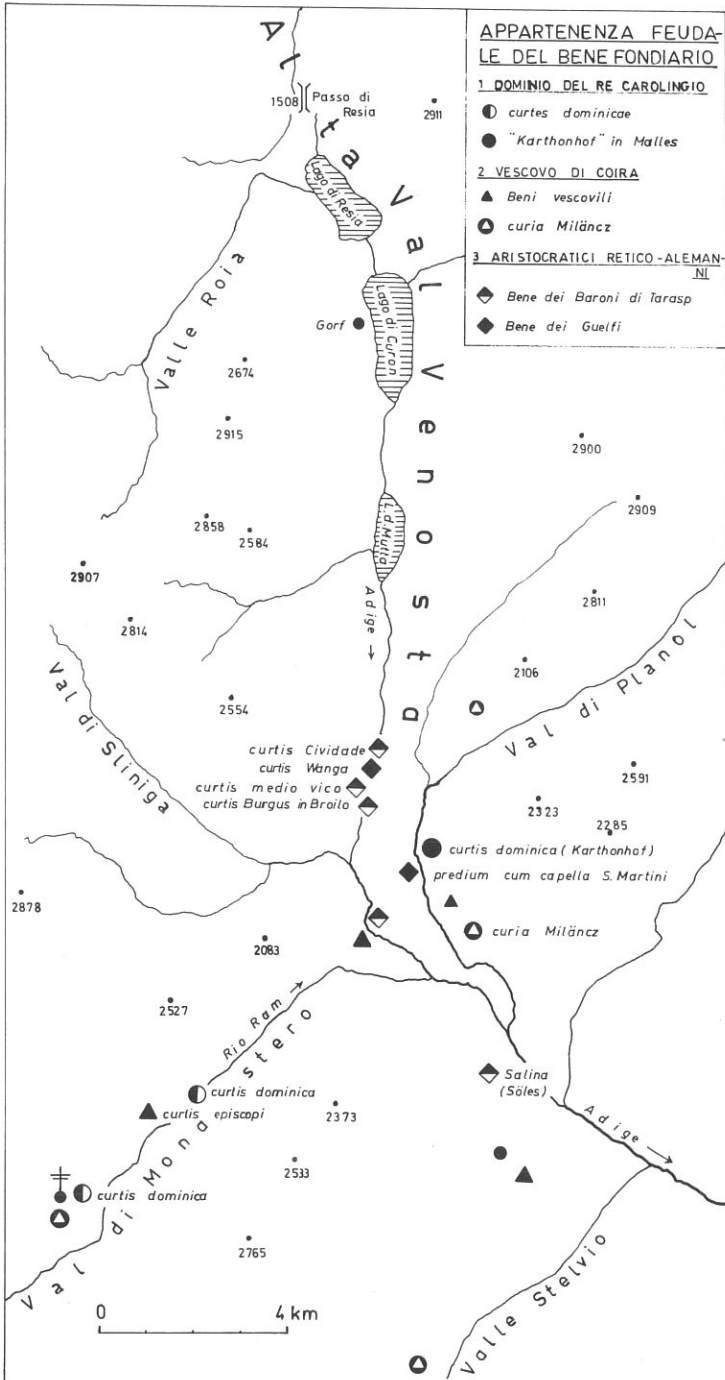 APPARTENENZA FEUDA-
LE DEL BENE FONDIARIO
1 DOMINIO DEL RE CAROLINGIO
curtes dominicae
"Karthonhof" in Malles
2 VESCOVO DI COIRA
Beni vescovili
curia Miläncz
3 ARISTOCRATICI RETICO-ALEMAN-
NI
Bene dei Baroni di Tarasp
Bene dei Guelfi
Alta Val Venosta
1508
Passo di
Resia
2911
Lago di Resia
Valle Roia
Lago di Curon
Gorf
2674
2915
2900
2858
2584
2909
L.d. Mutta
2907
2814
Adige →
2811
2106
Val di Planol
Val di Sliniga
2554
curtis Cividade
curtis Wanga
curtis medio vico
curtis Burgus in Broilo
2591
2323
2285
curtis dominica (Karthonhof)
predium cum capella S. Martini
2878
2083
curia Miläncz
2527
Rio Ram →
Val di Monastero
curtis dominica
curtis episcopi
2373
Salina
(Söles)
Adige →
2533
curtis dominica
2765
Valle Stelvio
0 4 km